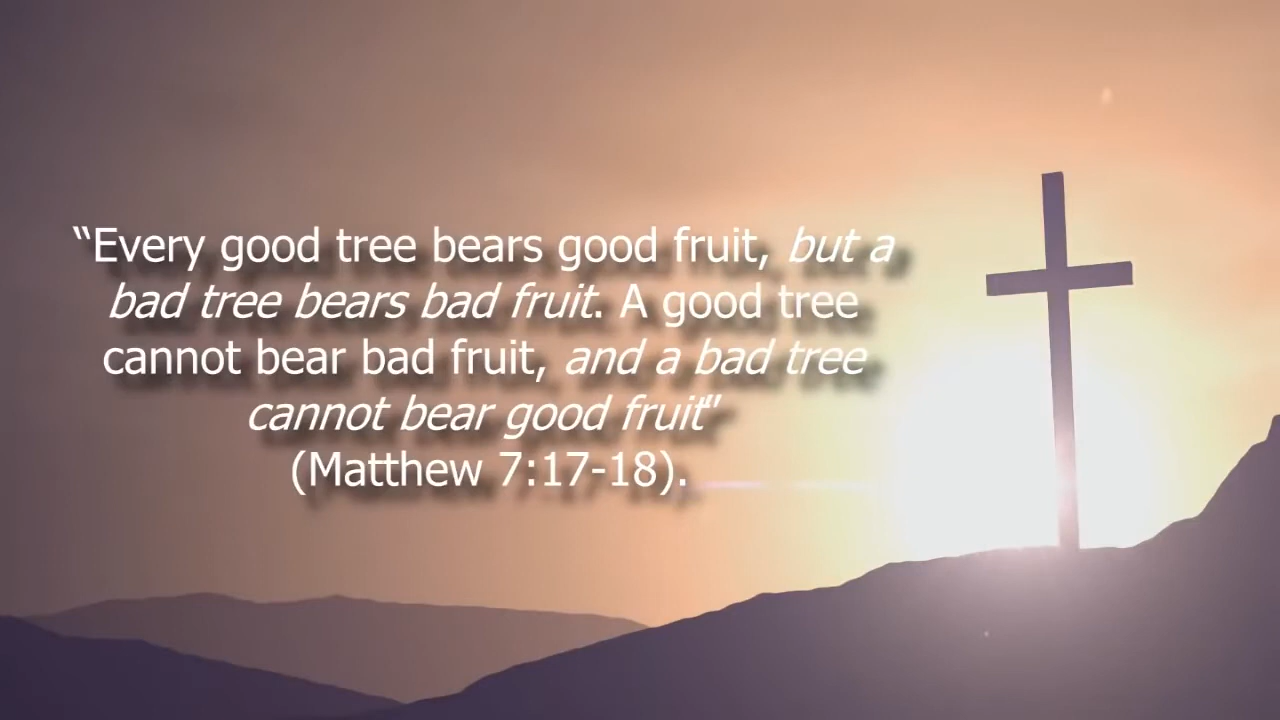 “Every good tree bears good fruit, but a
bad tree bears bad fruit. A good tree
cannot bear bad fruit, and a bad tree
cannot bear good fruit”
(Matthew 7:17-18).